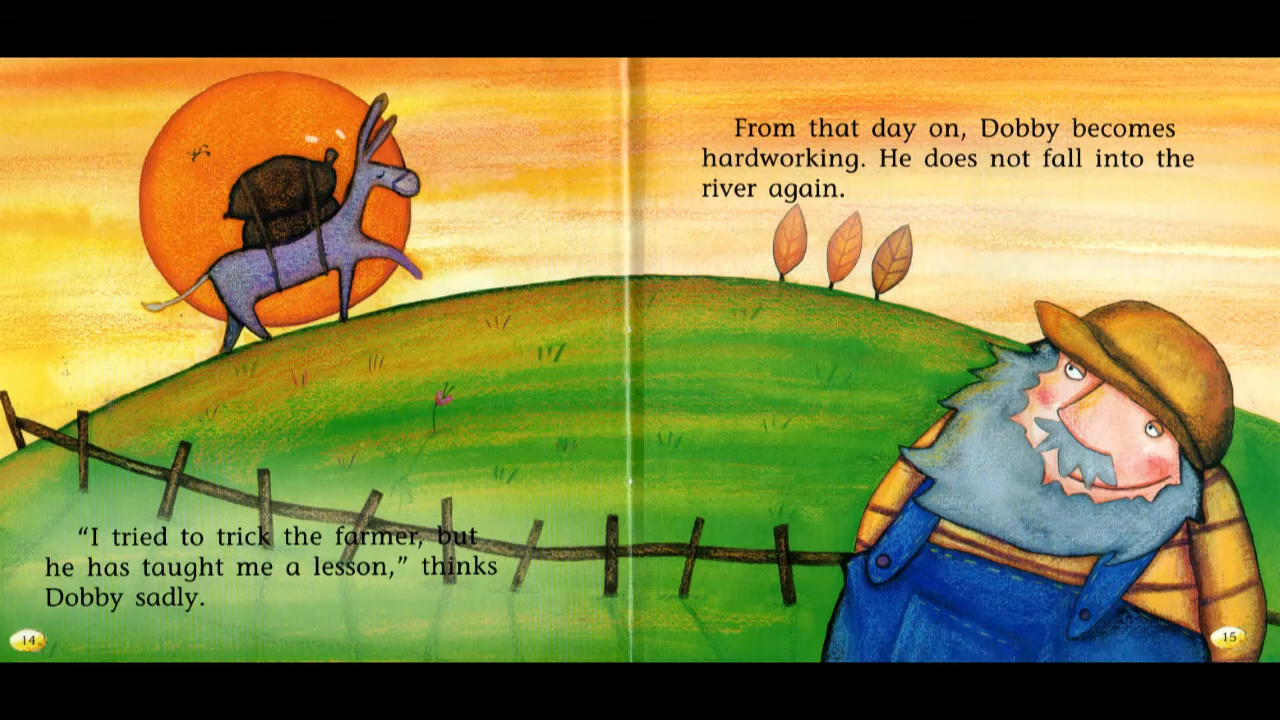 “I tried to trick the farmer, but
he has taught me a lesson,” thinks
Dobby sadly.
14
From that day on, Dobby becomes
hardworking. He does not fall into the
river again.
15